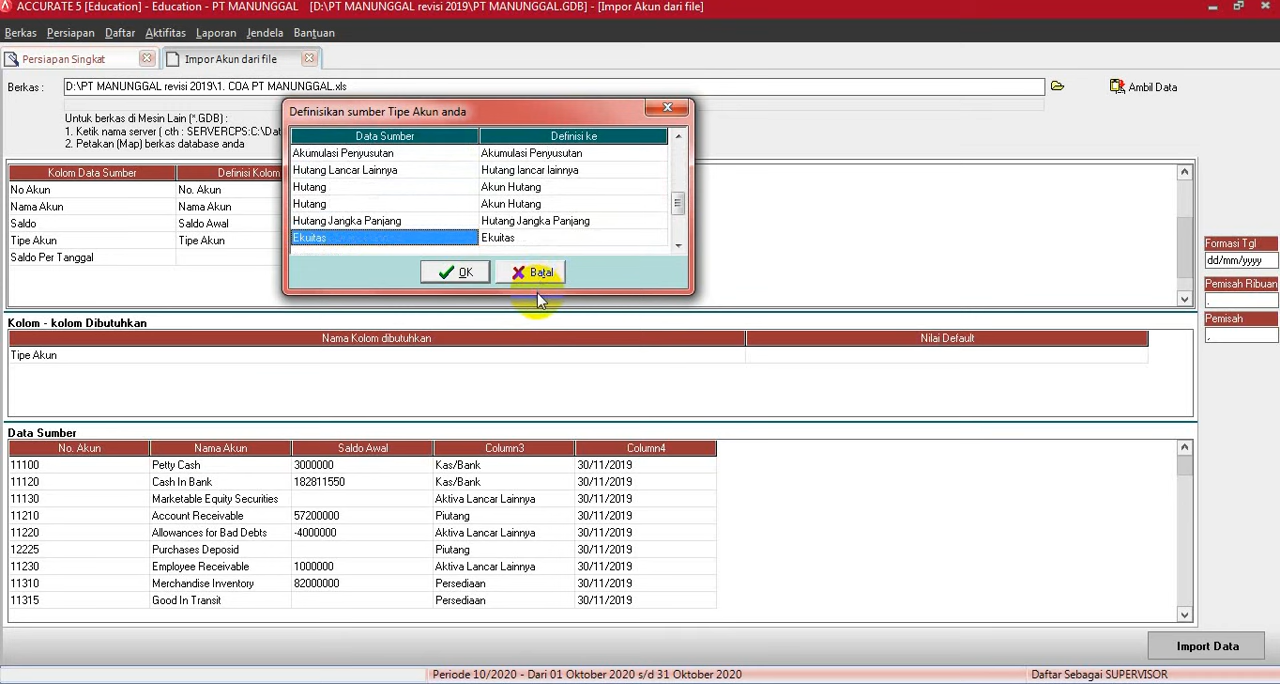 ACCURATE 5 [Education] - Education - PT MANUNGGAL [D:\PT MANUNGGAL revisi 2019\PT MANUNGGAL.GDB] - [Impor Akun dari file]
Berkas Persiapan Daftar Aktifitas Laporan Jendela Bantuan
Persiapan Singkat Impor Akun dari file
Berkas : D:\PT MANUNGGAL revisi 2019\1. COA PT MANUNGGAL.xls Ambil Data
Untuk berkas di Mesin Lain (*.GDB) :
1. Ketik nama server ( cth : SERVERCPS:C:\Dat
2. Petakan (Map) berkas database anda
Definisikan sumber Tipe Akun anda
Data Sumber Definisi ke
Akumulasi Penyusutan Akumulasi Penyusutan
Hutang Lancar Lainnya Hutang lancar lainnya
Hutang Akun Hutang
Hutang Akun Hutang
Hutang Jangka Panjang Hutang Jangka Panjang
Ekuitas Ekuitas
OK Batal
Kolom Data Sumber Definisi Kolom
No Akun No. Akun
Nama Akun Nama Akun
Saldo Saldo Awal
Tipe Akun Tipe Akun
Saldo Per Tanggal
Formasi Tgl
dd/mm/yyyy
Pemisah Ribuan
.
Pemisah
,
Kolom - kolom Dibutuhkan
Nama Kolom dibutuhkan Nilai Default
Tipe Akun
Data Sumber
No. Akun Nama Akun Saldo Awal Column3 Column4
11100 Petty Cash 3000000 Kas/Bank 30/11/2019
11120 Cash In Bank 182811550 Kas/Bank 30/11/2019
11130 Marketable Equity Securities Aktiva Lancar Lainnya 30/11/2019
11210 Account Receivable 57200000 Piutang 30/11/2019
11220 Allowances for Bad Debts -4000000 Aktiva Lancar Lainnya 30/11/2019
12225 Purchases Deposid Piutang 30/11/2019
11230 Employee Receivable 1000000 Aktiva Lancar Lainnya 30/11/2019
11310 Merchandise Inventory 82000000 Persediaan 30/11/2019
11315 Good In Transit Persediaan 30/11/2019
Import Data
Periode 10/2020 - Dari 01 Oktober 2020 s/d 31 Oktober 2020 Daftar Sebagai SUPERVISOR